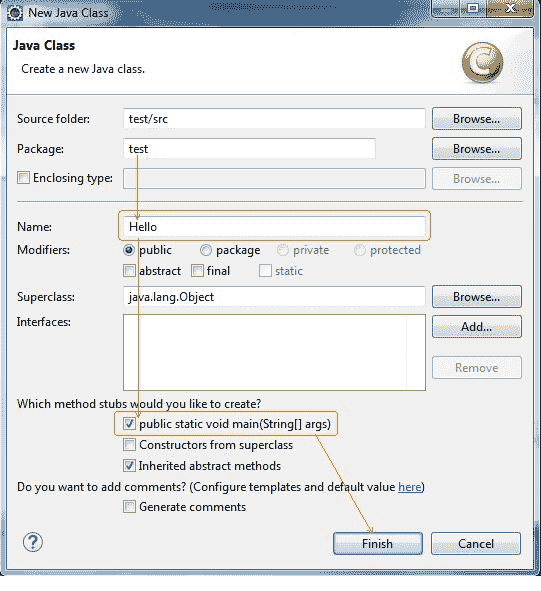 New Java Class
Java Class
Create a new Java class.
C
Source folder: test/src Browse...
Package: test Browse...
Enclosing type: Browse...
Name: Hello
Modifiers: public package private protected
abstract final static
Superclass: java.lang.Object Browse...
Interfaces: Add...
Remove
Which method stubs would you like to create?
public static void main(String[] args)
Constructors from superclass
Inherited abstract methods
Do you want to add comments? (Configure templates and default value here)
Generate comments
? Finish Cancel